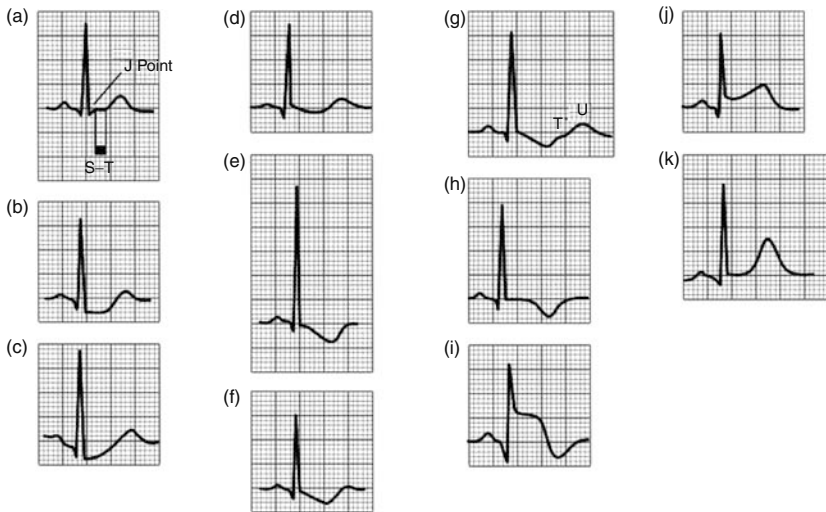 (a)
J Point
S–T
(b)
(c)
(d)
(e)
(f)
(g)
T'
U
(h)
(i)
(j)
(k)